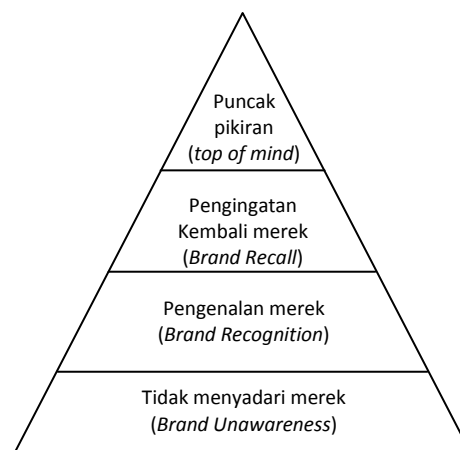 Puncak
pikiran
(top of mind)
Pengingatan
Kembali merek
(Brand Recall)
Pengenalan merek
(Brand Recognition)
Tidak menyadari merek
(Brand Unawareness)